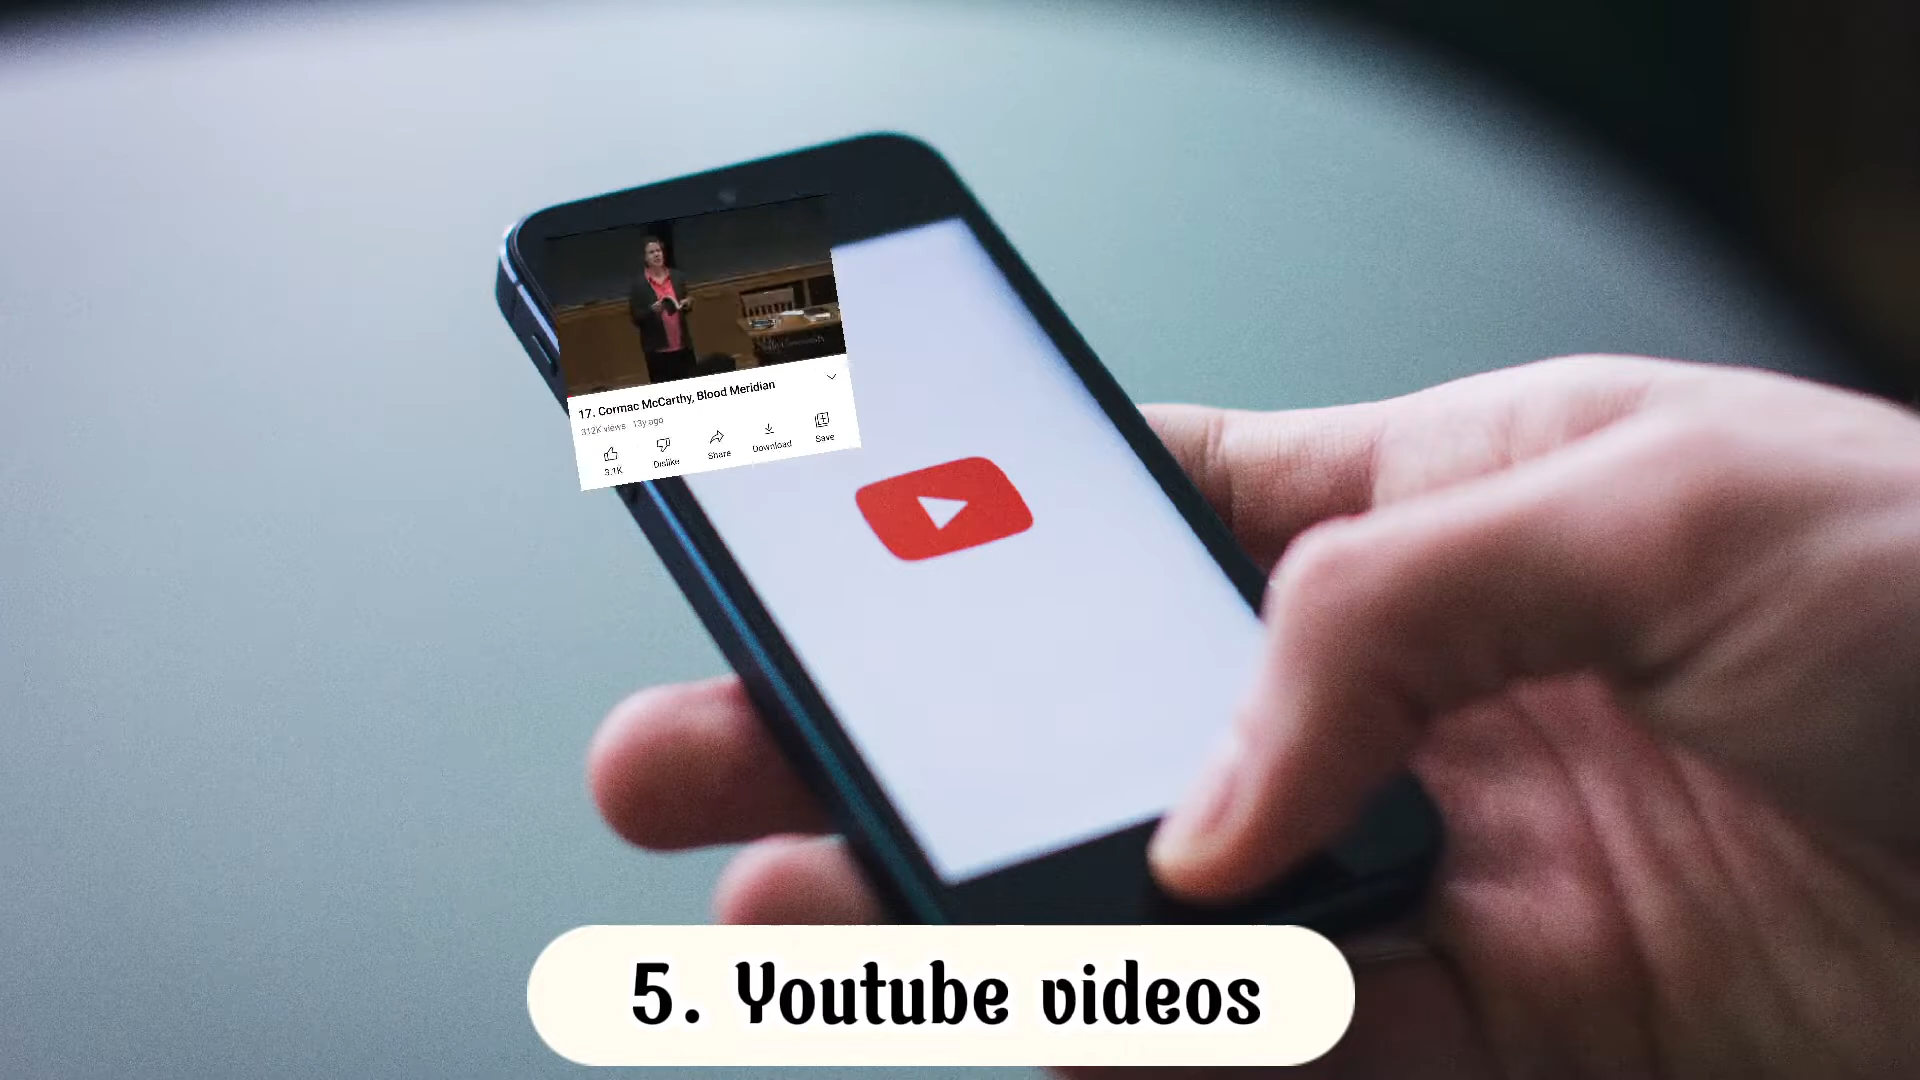 17. Cormac McCarthy, Blood Meridian
312K views 13y ago
3.1K
Dislike
Share
Download
Save
5. Youtube videos